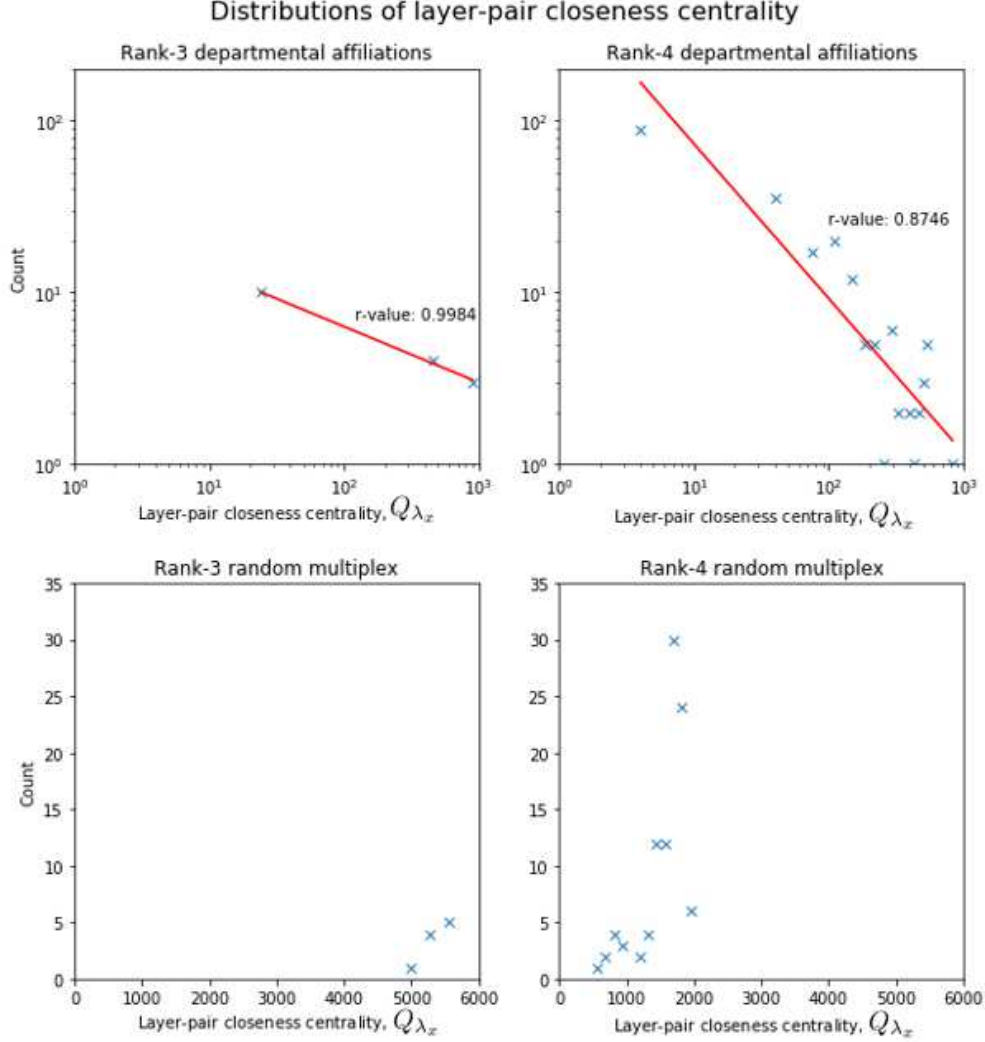 Distributions of layer-pair closeness centrality
Rank-3 departmental affiliations
10²
10¹
10⁰
Count
r-value: 0.9984
10⁰ 10¹ 10² 10³
Layer-pair closeness centrality, Qλₓ
Rank-4 departmental affiliations
10²
10¹
10⁰
r-value: 0.8746
10⁰ 10¹ 10² 10³
Layer-pair closeness centrality, Qλₓ
Rank-3 random multiplex
35
30
25
20
15
10
5
0
Count
0 1000 2000 3000 4000 5000 6000
Layer-pair closeness centrality, Qλₓ
Rank-4 random multiplex
35
30
25
20
15
10
5
0
0 1000 2000 3000 4000 5000 6000
Layer-pair closeness centrality, Qλₓ